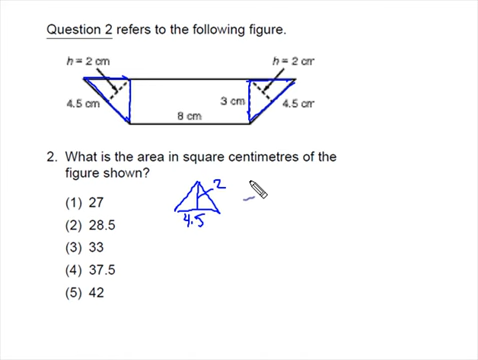 Question 2 refers to the following figure.
h = 2 cm
h = 2 cm
4.5 cm
3 cm
4.5 cm
8 cm
2. What is the area in square centimetres of the
figure shown?
(1) 27
(2) 28.5
(3) 33
(4) 37.5
(5) 42
2
4.5